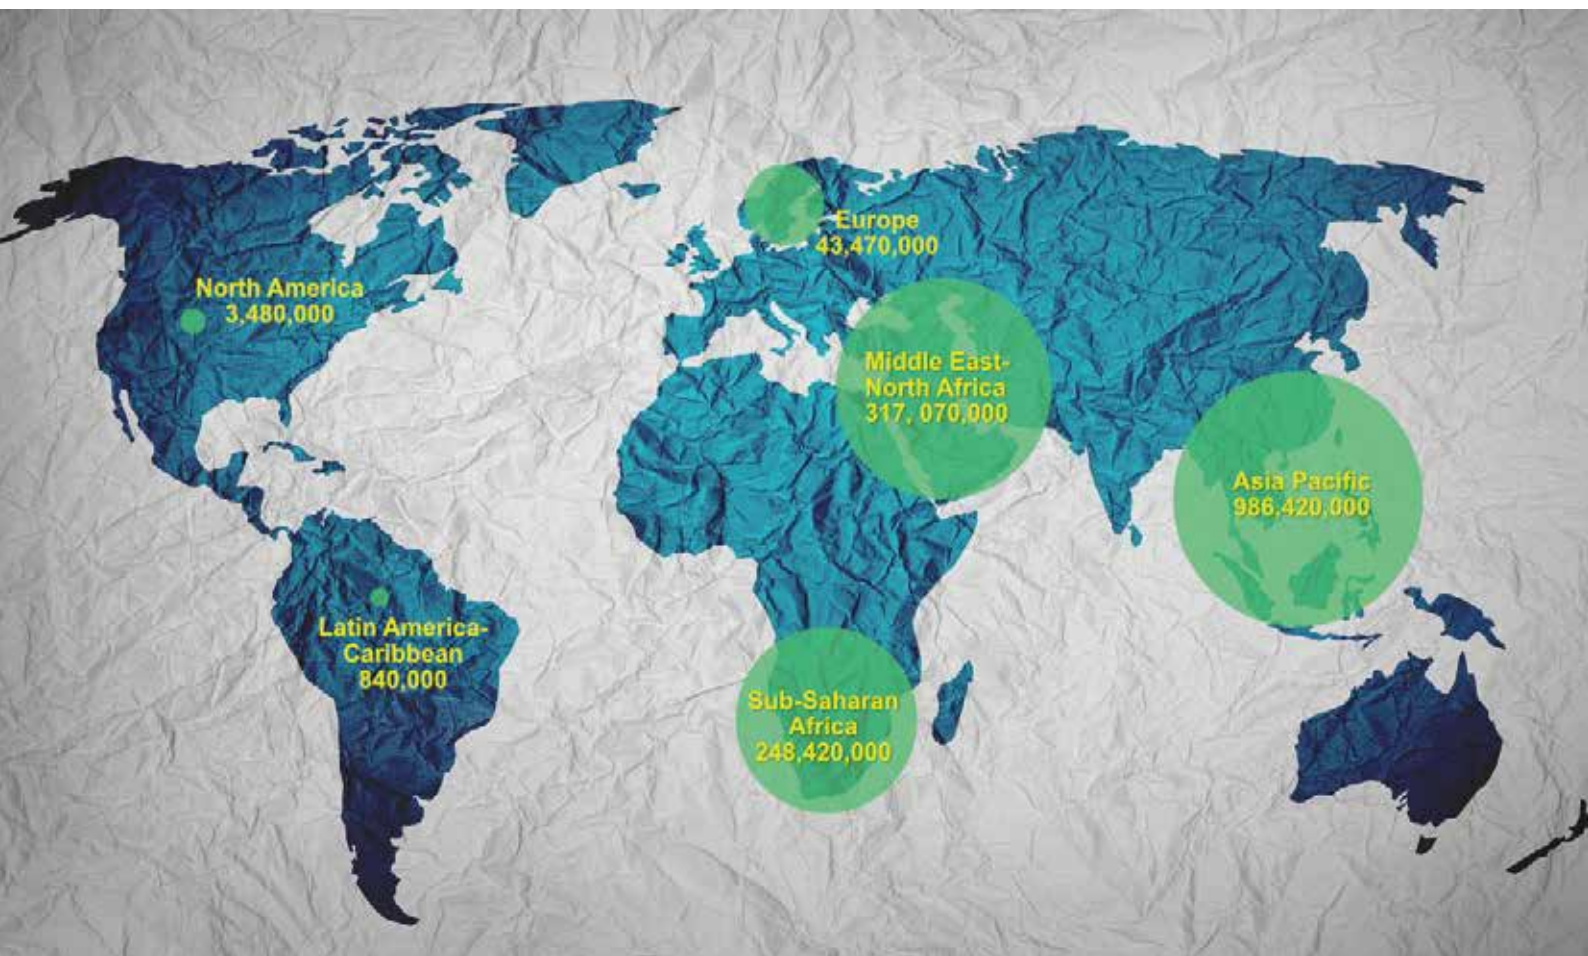 Europe
43,470,000
North America
3,480,000
Middle East-
North Africa
317, 070,000
Asia Pacific
986,420,000
Latin America-
Caribbean
840,000
Sub-Saharan
Africa
248,420,000